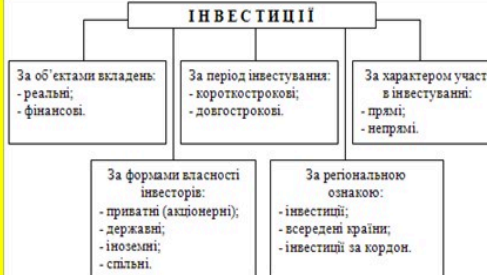 ІНВЕСТИЦІЇ
За об’єктами вкладень:
- реальні;
- фінансові.
За період інвестування:
- короткострокові;
- довгострокові.
За характером участ
в інвестуванні:
- прямі;
- непрямі.
За формами власності
інвесторів:
- приватні (акціонерні);
- державні;
- іноземні;
- спільні.
За регіональною
ознакою:
- інвестиції;
- всередені країни;
- інвестиції за кордон.